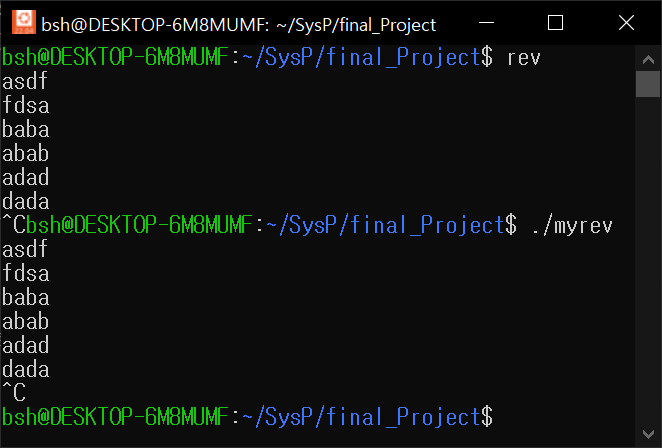 bsh@DESKTOP-6M8MUMF: ~/SysP/final_Project
bsh@DESKTOP-6M8MUMF:~/SysP/final_Project$ rev
asdf
fdsa
baba
abab
adad
dada
^Cbsh@DESKTOP-6M8MUMF:~/SysP/final_Project$ ./myrev
asdf
fdsa
baba
abab
adad
dada
^C
bsh@DESKTOP-6M8MUMF:~/SysP/final_Project$